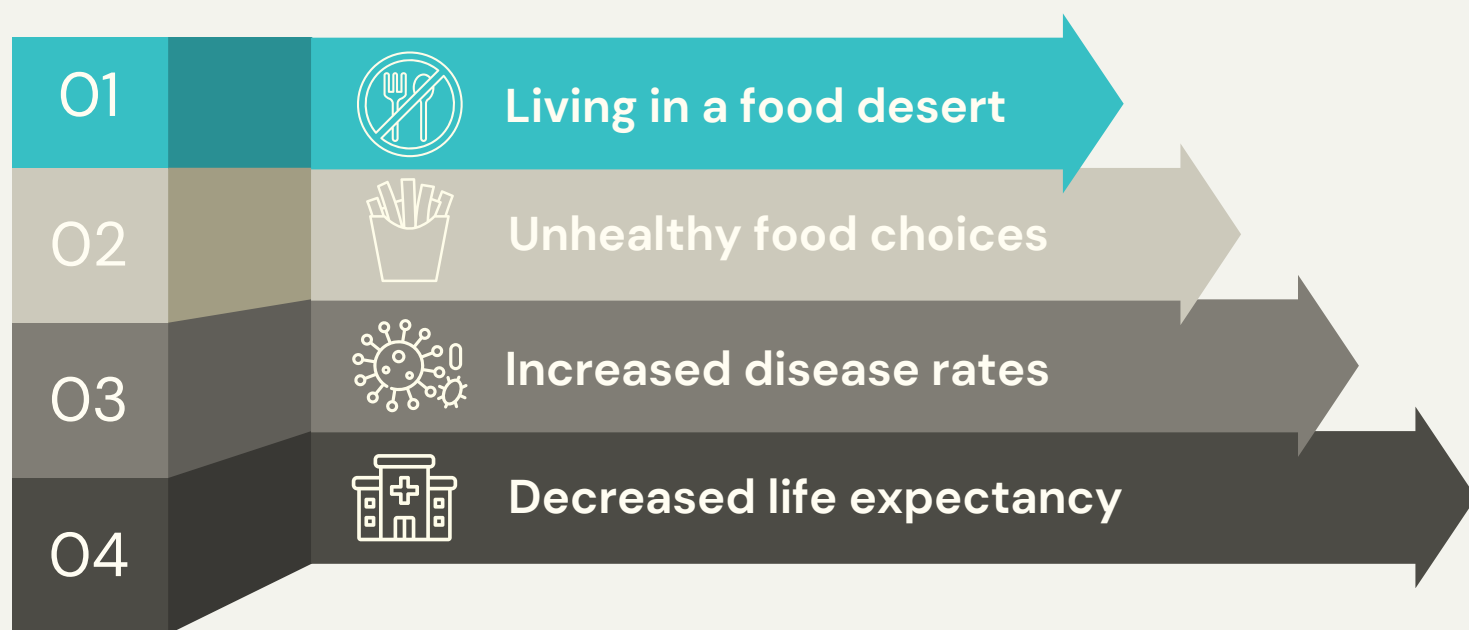 01
Living in a food desert
02
Unhealthy food choices
03
Increased disease rates
04
Decreased life expectancy